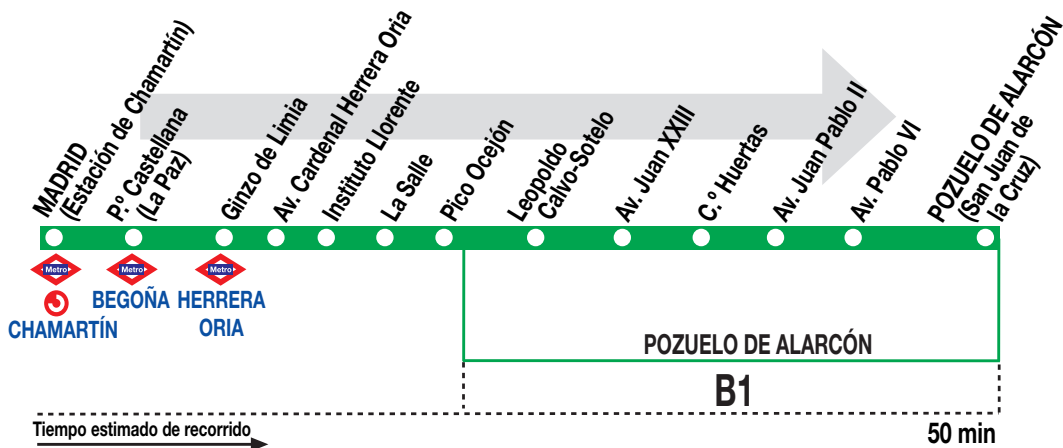 MADRID
(Estación de Chamartín)
P.º Castellana
(La Paz)
Ginzo de Limia
Av. Cardenal Herrera Oria
Instituto Llorente
La Salle
Pico Ocejón
Leopoldo
Calvo-Sotelo
Av. Juan XXIII
C.º Huertas
Av. Juan Pablo II
Av. Pablo VI
POZUELO DE ALARCÓN
(San Juan de
la Cruz)
Metro
Metro
Metro
CHAMARTÍN
BEGOÑA
HERRERA
ORIA
POZUELO DE ALARCÓN
B1
Tiempo estimado de recorrido
50 min